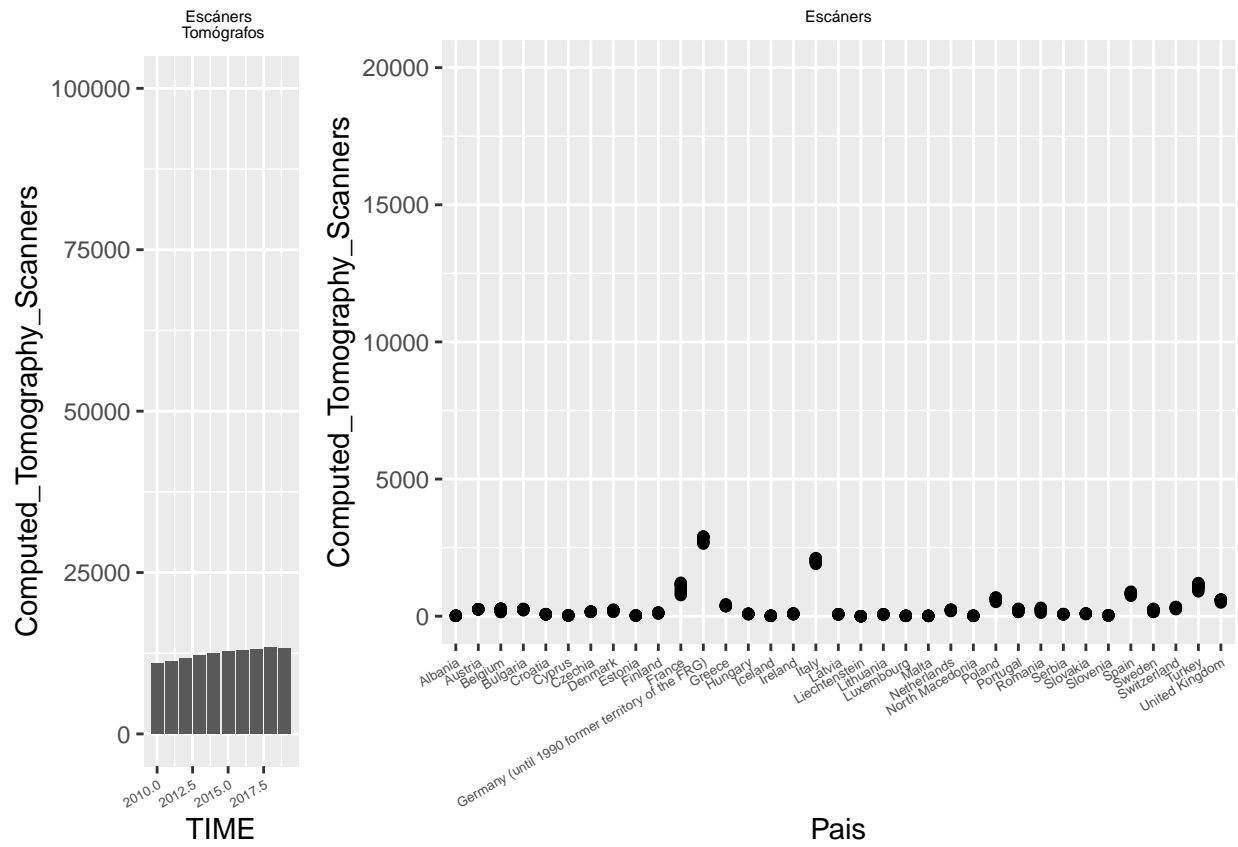 Escáners
Tomógrafos
Computed_Tomography_Scanners
100000
75000
50000
25000
0
2010.0
2012.5
2015.0
2017.5
TIME
Escáners
Computed_Tomography_Scanners
20000
15000
10000
5000
0
Albania
Austria
Belgium
Bulgaria
Croatia
Cyprus
Czechia
Denmark
Estonia
Finland
France
Germany (until 1990 former territory of the FRG)
Greece
Hungary
Iceland
Ireland
Italy
Latvia
Liechtenstein
Lithuania
Luxembourg
Malta
Netherlands
North Macedonia
Poland
Portugal
Romania
Serbia
Slovakia
Slovenia
Spain
Sweden
Switzerland
Turkey
United Kingdom
Pais